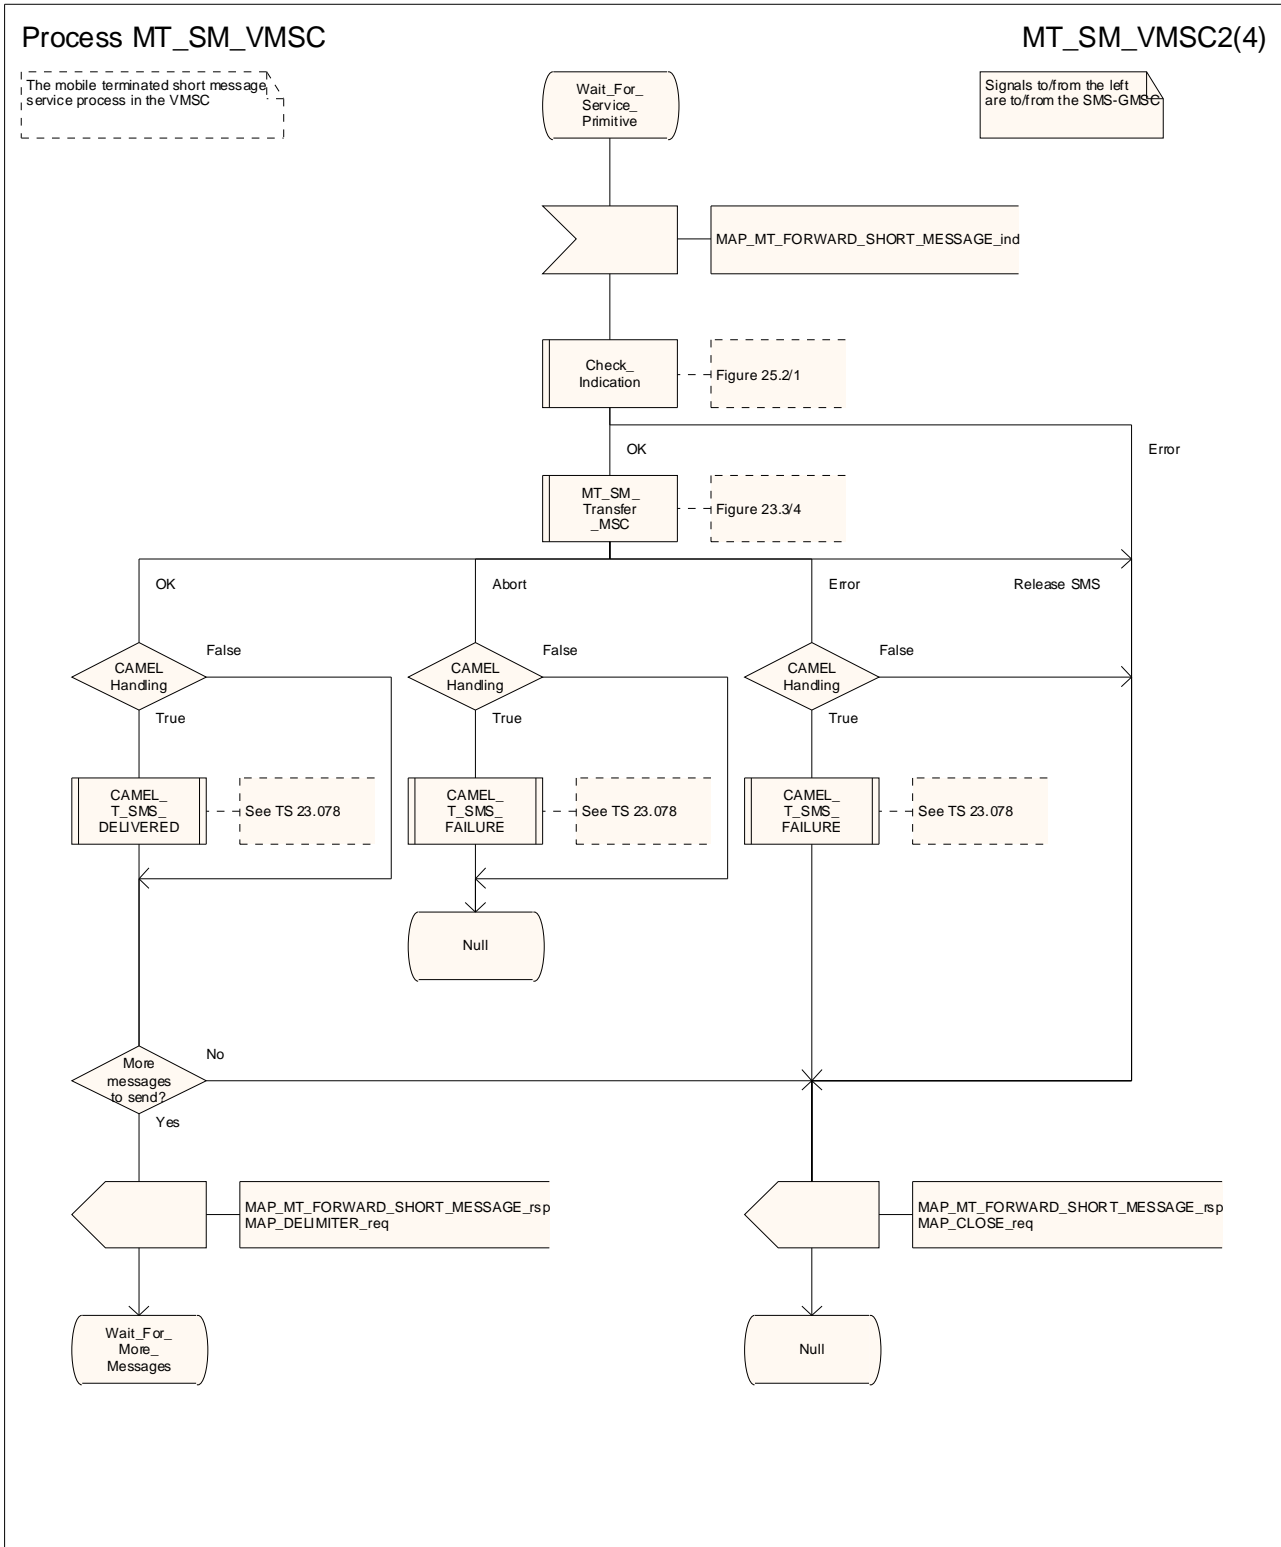 Process MT_SM_VMSC
MT_SM_VMSC2(4)
The mobile terminated short message
service process in the VMSC
Wait_For_
Service_
Primitive
Signals to/from the left
are to/from the SMS-GMSC
MAP_MT_FORWARD_SHORT_MESSAGE_ind
Check_
Indication
Figure 25.2/1
OK
Error
MT_SM_
Transfer
_MSC
Figure 23.3/4
OK
Abort
Error
Release SMS
CAMEL
Handling
False
True
CAMEL
Handling
False
True
CAMEL
Handling
False
True
CAMEL_
T_SMS_
DELIVERED
See TS 23.078
CAMEL_
T_SMS_
FAILURE
See TS 23.078
CAMEL_
T_SMS_
FAILURE
See TS 23.078
Null
More
messages
to send?
No
Yes
MAP_MT_FORWARD_SHORT_MESSAGE_rsp
MAP_DELIMITER_req
MAP_MT_FORWARD_SHORT_MESSAGE_rsp
MAP_CLOSE_req
Wait_For_
More_
Messages
Null